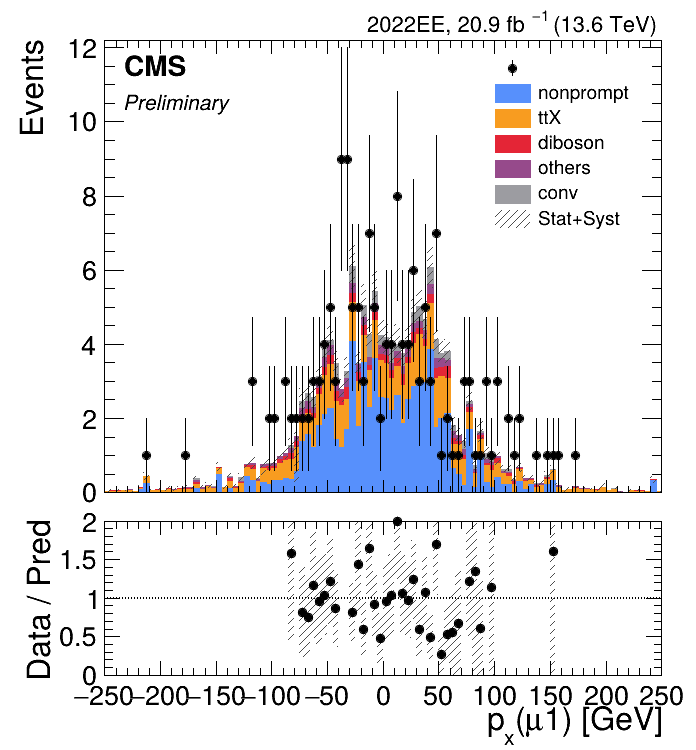 2022EE, 20.9 fb⁻¹ (13.6 TeV)
CMS
Preliminary
Events
12
10
8
6
4
2
0
nonprompt
ttX
diboson
others
conv
Stat+Syst
Data / Pred
2
1.5
1
0.5
0
−250 −200 −150 −100 −50 0 50 100 150 200 250
pₓ(μ1) [GeV]